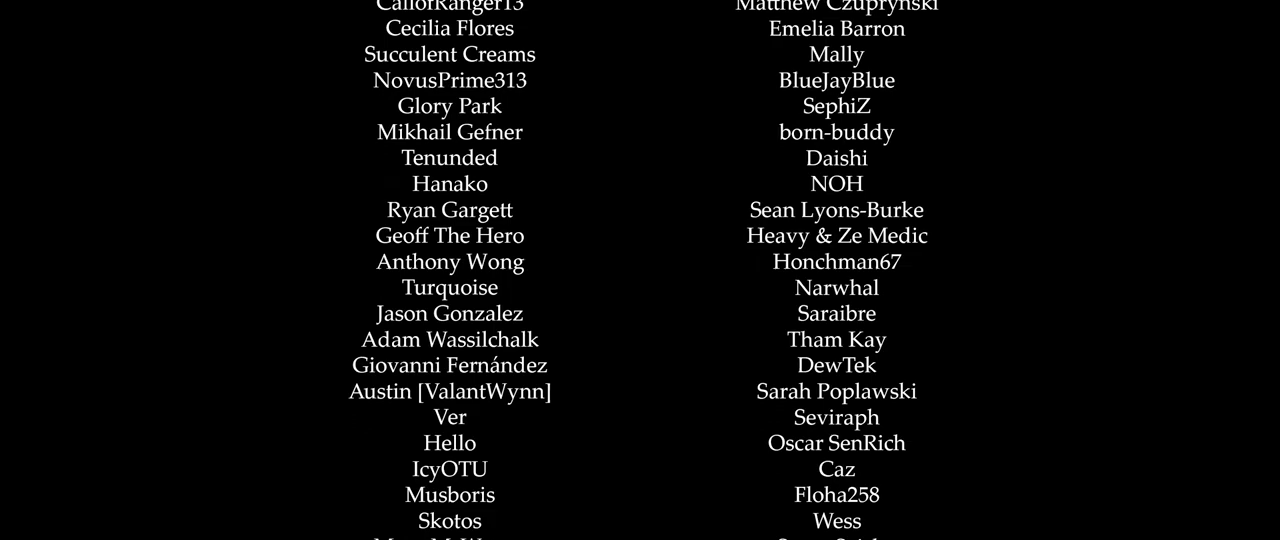 CallofRanger13
Cecilia Flores
Succulent Creams
NovusPrime313
Glory Park
Mikhail Gefner
Tenunded
Hanako
Ryan Gargett
Geoff The Hero
Anthony Wong
Turquoise
Jason Gonzalez
Adam Wassilchalk
Giovanni Fernández
Austin [ValantWynn]
Ver
Hello
IcyOTU
Musboris
Skotos
Matthew Czuprynski
Emelia Barron
Mally
BlueJayBlue
SephiZ
born-buddy
Daishi
NOH
Sean Lyons-Burke
Heavy & Ze Medic
Honchman67
Narwhal
Saraibre
Tham Kay
DewTek
Sarah Poplawski
Seviraph
Oscar SenRich
Caz
Floha258
Wess